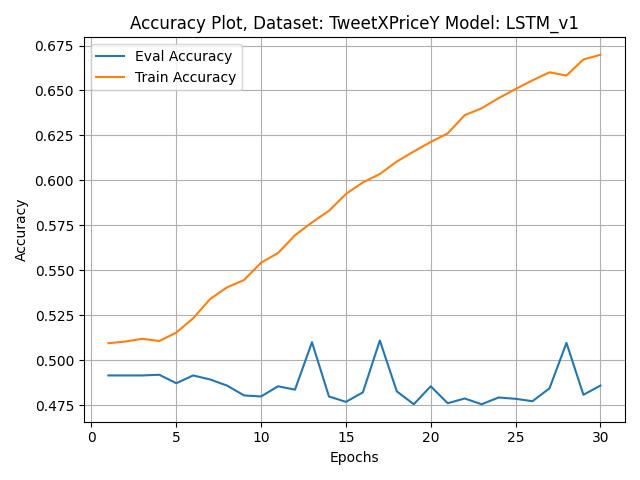 Accuracy Plot, Dataset: TweetXPriceY Model: LSTM_v1
Eval Accuracy
Train Accuracy
0.675
0.650
0.625
0.600
0.575
0.550
0.525
0.500
0.475
Accuracy
0 5 10 15 20 25 30
Epochs